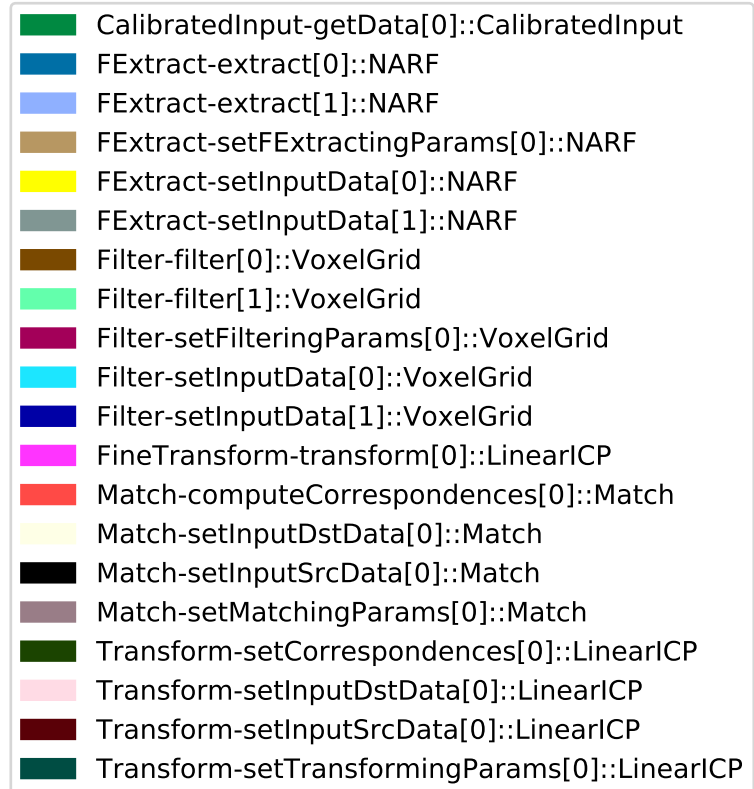 CalibratedInput-getData[0]::CalibratedInput
FExtract-extract[0]::NARF
FExtract-extract[1]::NARF
FExtract-setFExtractingParams[0]::NARF
FExtract-setInputData[0]::NARF
FExtract-setInputData[1]::NARF
Filter-filter[0]::VoxelGrid
Filter-filter[1]::VoxelGrid
Filter-setFilteringParams[0]::VoxelGrid
Filter-setInputData[0]::VoxelGrid
Filter-setInputData[1]::VoxelGrid
FineTransform-transform[0]::LinearICP
Match-computeCorrespondences[0]::Match
Match-setInputDstData[0]::Match
Match-setInputSrcData[0]::Match
Match-setMatchingParams[0]::Match
Transform-setCorrespondences[0]::LinearICP
Transform-setInputDstData[0]::LinearICP
Transform-setInputSrcData[0]::LinearICP
Transform-setTransformingParams[0]::LinearICP